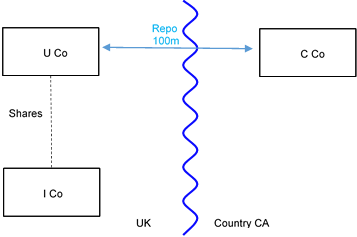 Repo
100m
U Co
C Co
Shares
I Co
UK
Country CA